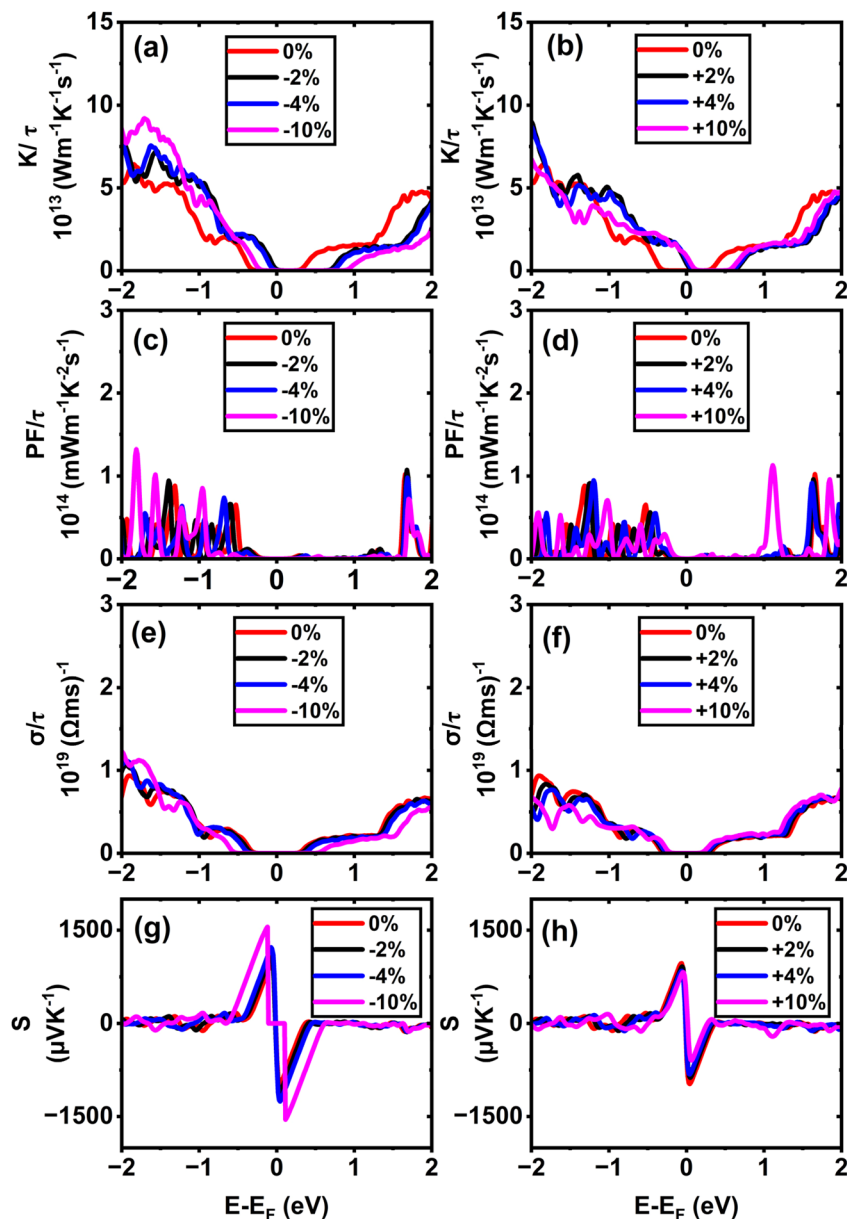 (a)
0%
-2%
-4%
-10%
15
10
5
0
K/τ
10¹³ (Wm⁻¹K⁻¹s⁻¹)
−2 −1 0 1 2
(b)
0%
+2%
+4%
+10%
15
10
5
0
K/τ
10¹³ (Wm⁻¹K⁻¹s⁻¹)
−2 −1 0 1 2
(c)
0%
-2%
-4%
-10%
3
2
1
0
PF/τ
10¹⁴ (mWm⁻¹K⁻²s⁻¹)
−2 −1 0 1 2
(d)
0%
+2%
+4%
+10%
3
2
1
0
PF/τ
10¹⁴ (mWm⁻¹K⁻²s⁻¹)
−2 −1 0 1 2
(e)
0%
-2%
-4%
-10%
3
2
1
0
σ/τ
10¹⁹ (Ωms)⁻¹
−2 −1 0 1 2
(f)
0%
+2%
+4%
+10%
3
2
1
0
σ/τ
10¹⁹ (Ωms)⁻¹
−2 −1 0 1 2
(g)
0%
-2%
-4%
-10%
1500
0
−1500
S
(μVK⁻¹)
−2 −1 0 1 2
E-E_F (eV)
(h)
0%
+2%
+4%
+10%
1500
0
−1500
S
(μVK⁻¹)
−2 −1 0 1 2
E-E_F (eV)